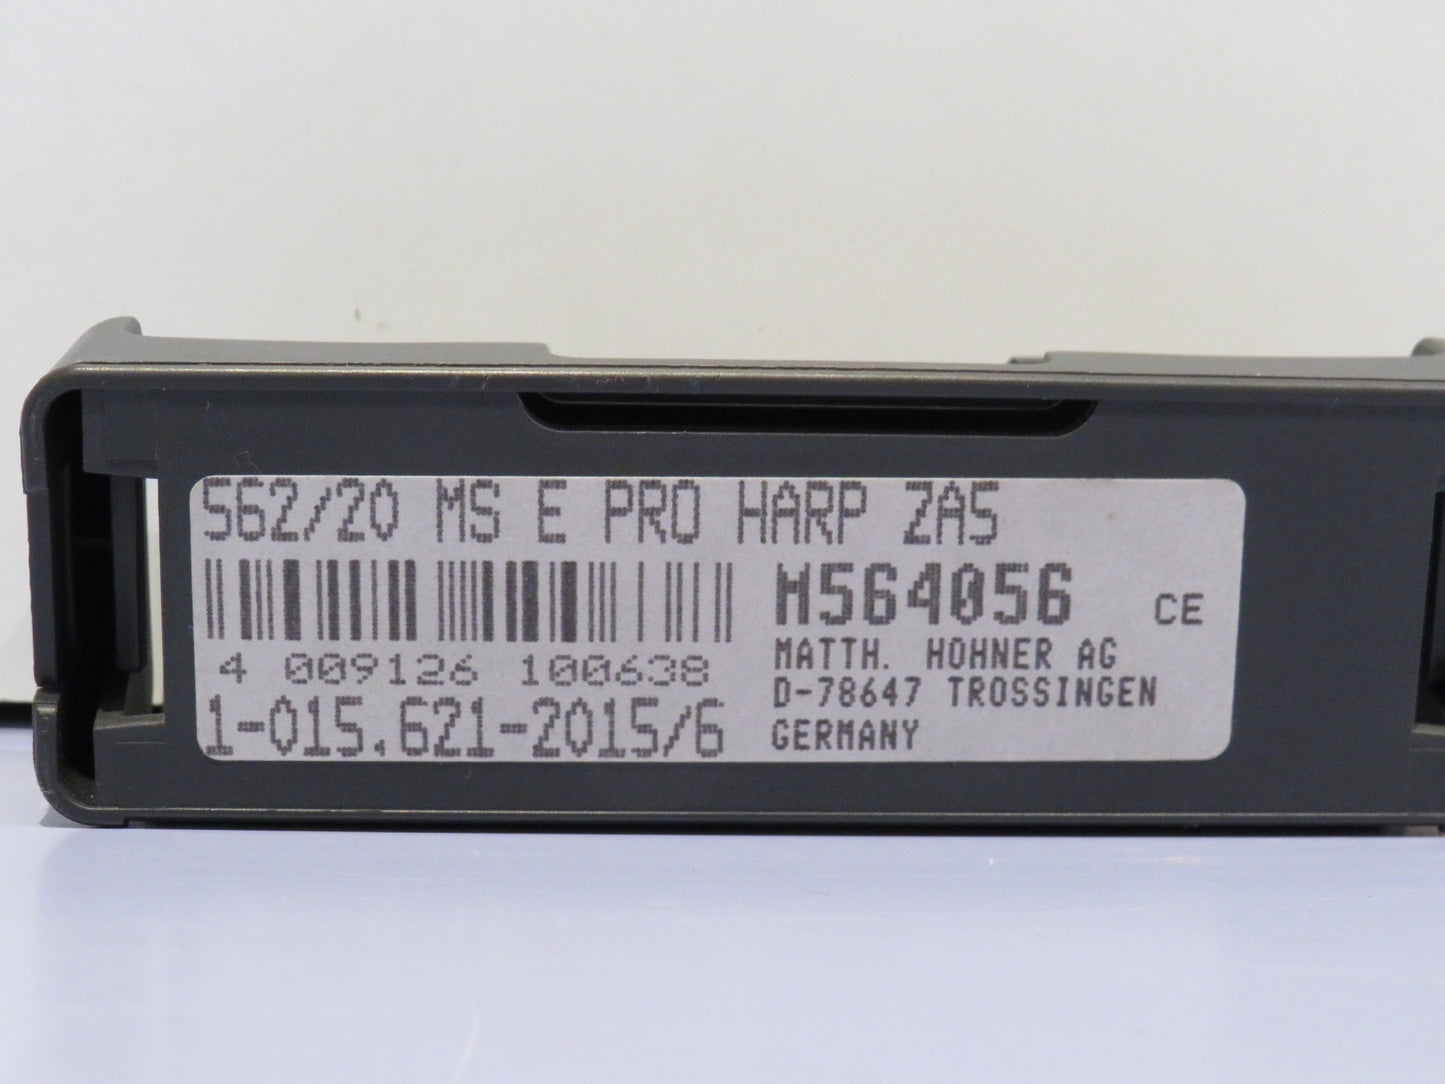 562/20 MS E PRO HARP ZA5
M564056 CE
4 009126 100638
1-015.621-2015/6
MATTH. HOHNER AG
D-78647 TROSSINGEN
GERMANY